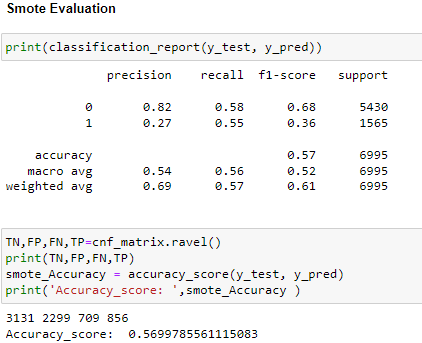 Smote Evaluation
print(classification_report(y_test, y_pred))
precision recall f1-score support
0 0.82 0.58 0.68 5430
1 0.27 0.55 0.36 1565
accuracy 0.57 6995
macro avg 0.54 0.56 0.52 6995
weighted avg 0.69 0.57 0.61 6995
TN,FP,FN,TP=cnf_matrix.ravel()
print(TN,FP,FN,TP)
smote_Accuracy = accuracy_score(y_test, y_pred)
print('Accuracy_score: ',smote_Accuracy )
3131 2299 709 856
Accuracy_score:  0.5699785561115083